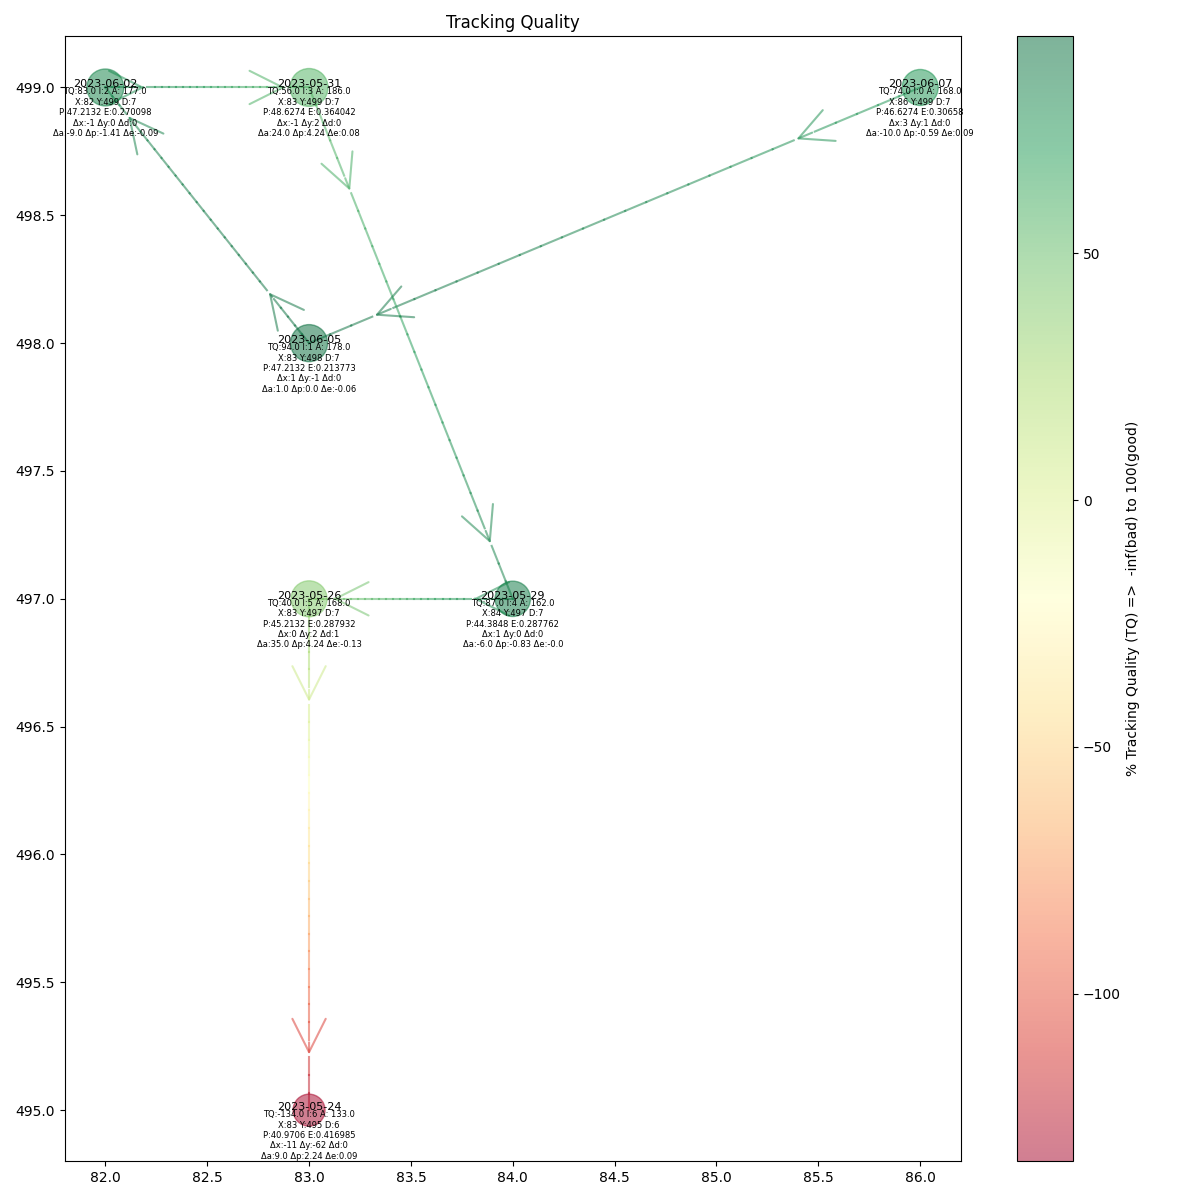 Tracking Quality
499.0
498.5
498.0
497.5
497.0
496.5
496.0
495.5
495.0
82.0
82.5
83.0
83.5
84.0
84.5
85.0
85.5
86.0
2023-06-02
TQ:83.0 I:2 A: 177.0
X:82 Y:499 D:7
P:47.2132 E:0.270098
Δx:-1 Δy:0 Δd:0
Δa:-9.0 Δp:-1.41 Δe:-0.09
2023-05-31
TQ:56.0 I:3 A: 186.0
X:83 Y:499 D:7
P:48.6274 E:0.364042
Δx:-1 Δy:2 Δd:0
Δa:24.0 Δp:4.24 Δe:0.08
2023-06-07
TQ:74.0 I:0 A: 168.0
X:86 Y:499 D:7
P:46.6274 E:0.30658
Δx:3 Δy:1 Δd:0
Δa:-10.0 Δp:-0.59 Δe:0.09
2023-06-05
TQ:94.0 I:1 A: 178.0
X:83 Y:498 D:7
P:47.2132 E:0.213773
Δx:1 Δy:-1 Δd:0
Δa:1.0 Δp:0.0 Δe:-0.06
2023-05-26
TQ:40.0 I:5 A: 168.0
X:83 Y:497 D:7
P:45.2132 E:0.287932
Δx:0 Δy:2 Δd:1
Δa:35.0 Δp:4.24 Δe:-0.13
2023-05-29
TQ:87.0 I:4 A: 162.0
X:84 Y:497 D:7
P:44.3848 E:0.287762
Δx:1 Δy:0 Δd:0
Δa:-6.0 Δp:-0.83 Δe:-0.0
2023-05-24
TQ:-134.0 I:6 A: 133.0
X:83 Y:495 D:6
P:40.9706 E:0.416985
Δx:-11 Δy:-62 Δd:0
Δa:9.0 Δp:2.24 Δe:0.09
50
0
−50
−100
% Tracking Quality (TQ) => -inf(bad) to 100(good)